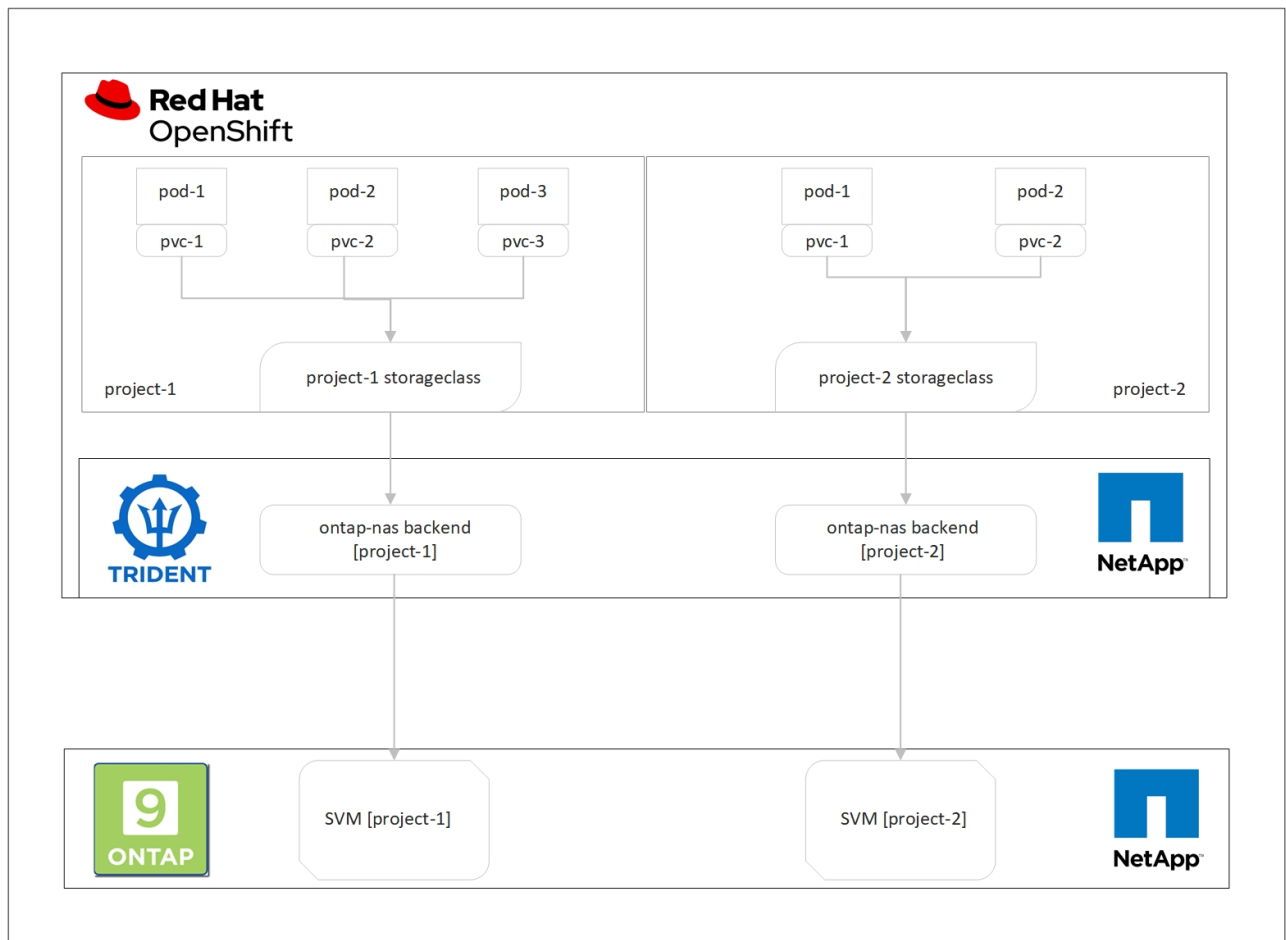 Red Hat
OpenShift
pod-1
pod-2
pod-3
pod-1
pod-2
pvc-1
pvc-2
pvc-3
pvc-1
pvc-2
project-1 storageclass
project-2 storageclass
project-1
project-2
ontap-nas backend
[project-1]
ontap-nas backend
[project-2]
TRIDENT
NetApp™
9
ONTAP
SVM [project-1]
SVM [project-2]
NetApp™